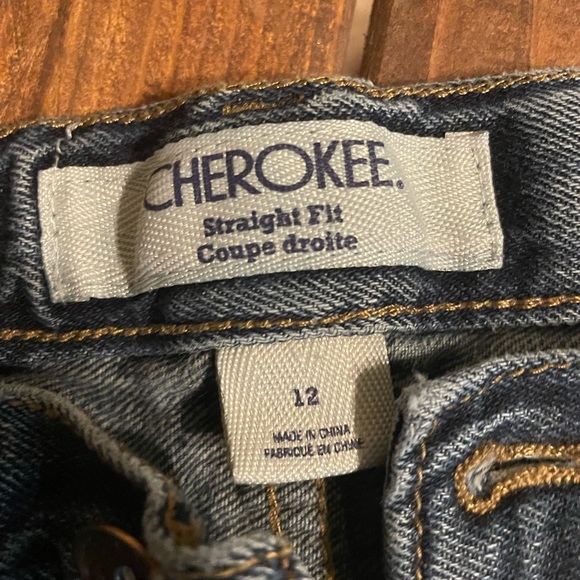 CHEROKEE.
Straight Fit
Coupe droite
12
MADE IN CHINA
FABRIQUÉ EN CHINE